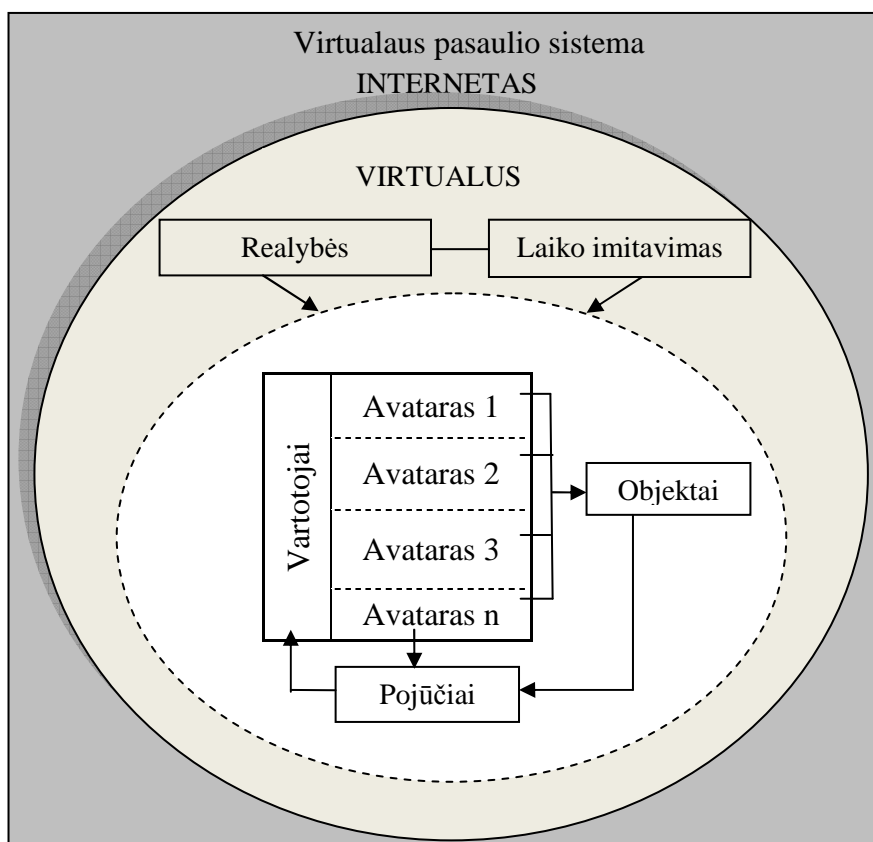 Virtualaus pasaulio sistema
INTERNETAS
VIRTUALUS
Realybės
Laiko imitavimas
Vartotojai
Avataras 1
Avataras 2
Avataras 3
Avataras n
Objektai
Pojūčiai